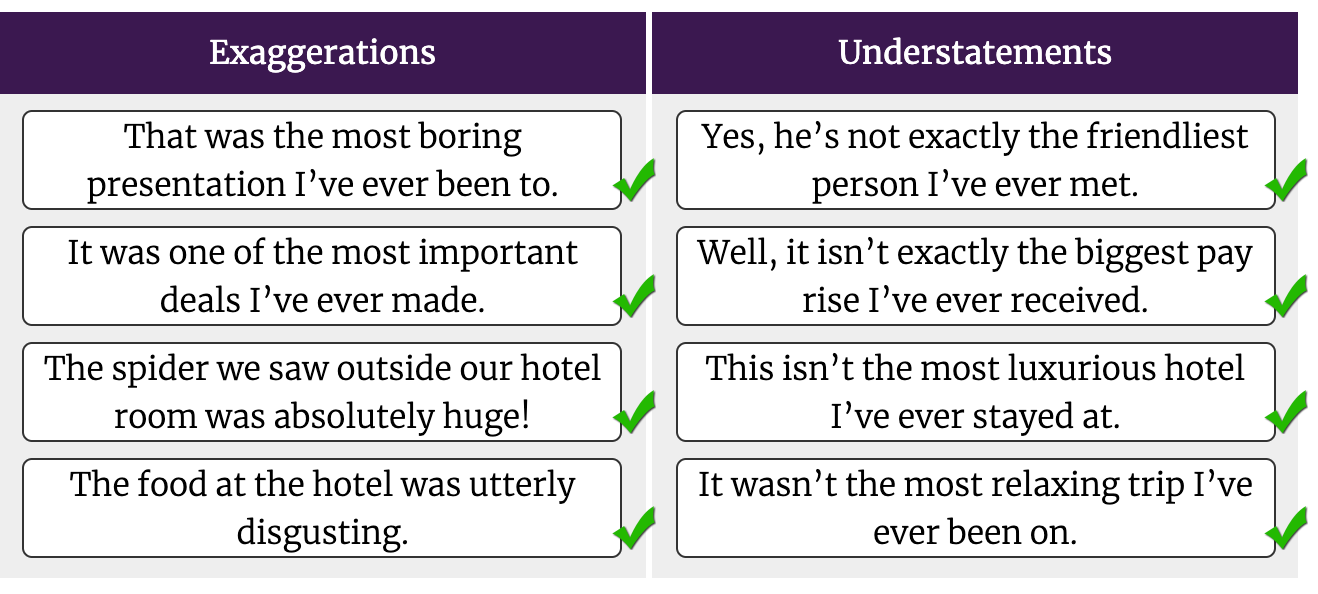 Exaggerations
That was the most boring
presentation I’ve ever been to.
It was one of the most important
deals I’ve ever made.
The spider we saw outside our hotel
room was absolutely huge!
The food at the hotel was utterly
disgusting.
Understatements
Yes, he’s not exactly the friendliest
person I’ve ever met.
Well, it isn’t exactly the biggest pay
rise I’ve ever received.
This isn’t the most luxurious hotel
I’ve ever stayed at.
It wasn’t the most relaxing trip I’ve
ever been on.